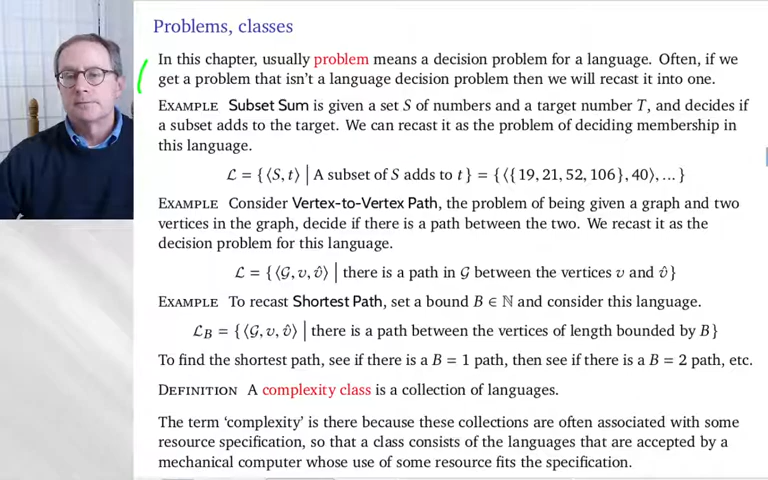 Problems, classes
In this chapter, usually problem means a decision problem for a language. Often, if we
get a problem that isn't a language decision problem then we will recast it into one.
EXAMPLE Subset Sum is given a set S of numbers and a target number T, and decides if
a subset adds to the target. We can recast it as the problem of deciding membership in
this language.
ℒ = {⟨S, t⟩ | A subset of S adds to t} = {⟨{19, 21, 52, 106}, 40⟩, ...}
EXAMPLE Consider Vertex-to-Vertex Path, the problem of being given a graph and two
vertices in the graph, decide if there is a path between the two. We recast it as the
decision problem for this language.
ℒ = {⟨𝒢, v, v̂⟩ | there is a path in 𝒢 between the vertices v and v̂}
EXAMPLE To recast Shortest Path, set a bound B ∈ ℕ and consider this language.
ℒ_B = {⟨𝒢, v, v̂⟩ | there is a path between the vertices of length bounded by B}
To find the shortest path, see if there is a B = 1 path, then see if there is a B = 2 path, etc.
DEFINITION A complexity class is a collection of languages.
The term 'complexity' is there because these collections are often associated with some
resource specification, so that a class consists of the languages that are accepted by a
mechanical computer whose use of some resource fits the specification.